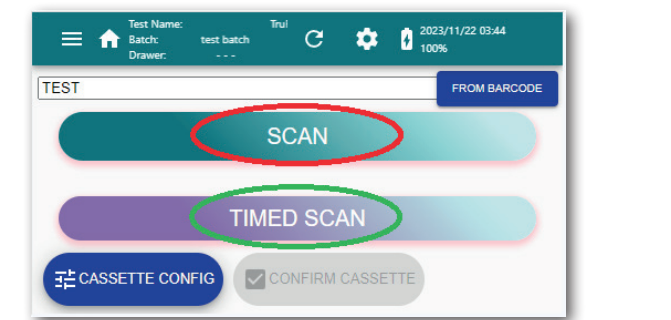 Test Name: Trul
Batch: test batch
Drawer: - - -
2023/11/22 03:44
100%
TEST
FROM BARCODE
SCAN
TIMED SCAN
CASSETTE CONFIG
CONFIRM CASSETTE